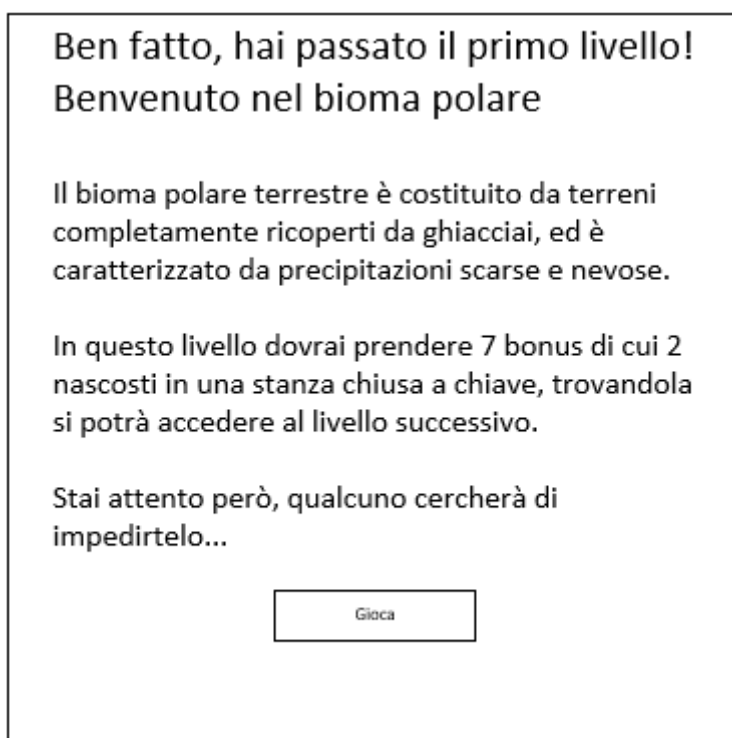 Ben fatto, hai passato il primo livello!
Benvenuto nel bioma polare
Il bioma polare terrestre è costituito da terreni
completamente ricoperti da ghiacciai, ed è
caratterizzato da precipitazioni scarse e nevose.
In questo livello dovrai prendere 7 bonus di cui 2
nascosti in una stanza chiusa a chiave, trovandola
si potrà accedere al livello successivo.
Stai attento però, qualcuno cercherà di
impedirtelo...
Gioca